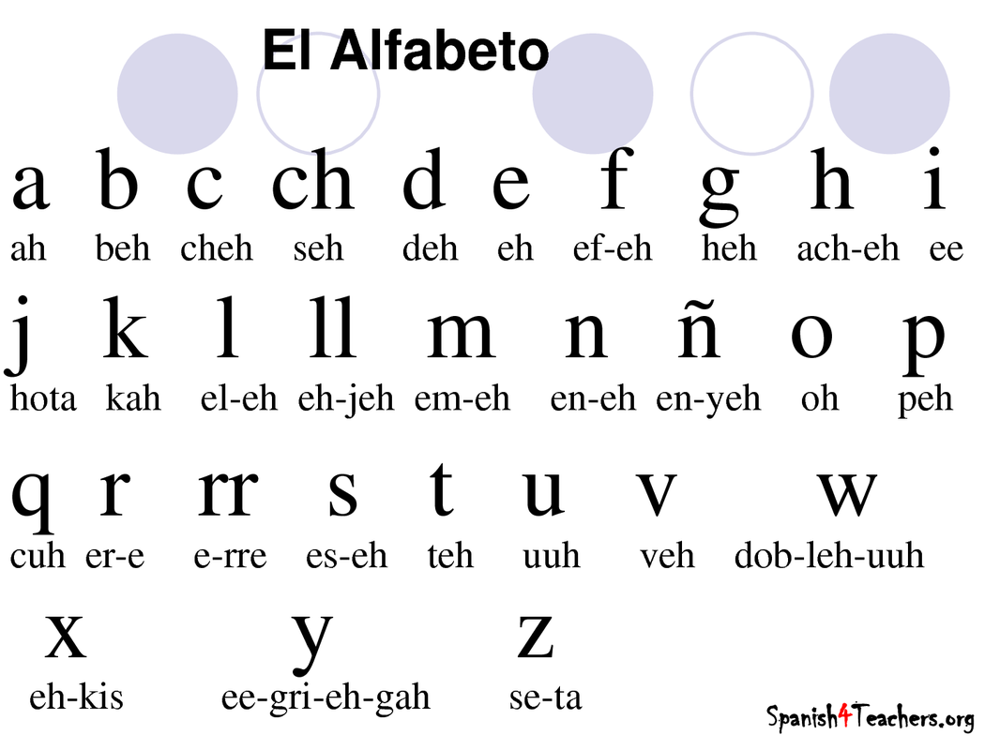 El Alfabeto
a b c ch d e f g h i
ah beh cheh seh deh eh ef-eh heh ach-eh ee
j k l ll m n ñ o p
hota kah el-eh eh-jeh em-eh en-eh en-yeh oh peh
q r rr s t u v w
cuh er-e e-rre es-eh teh uuh veh dob-leh-uuh
x y z
eh-kis ee-gri-eh-gah se-ta
Spanish4Teachers.org